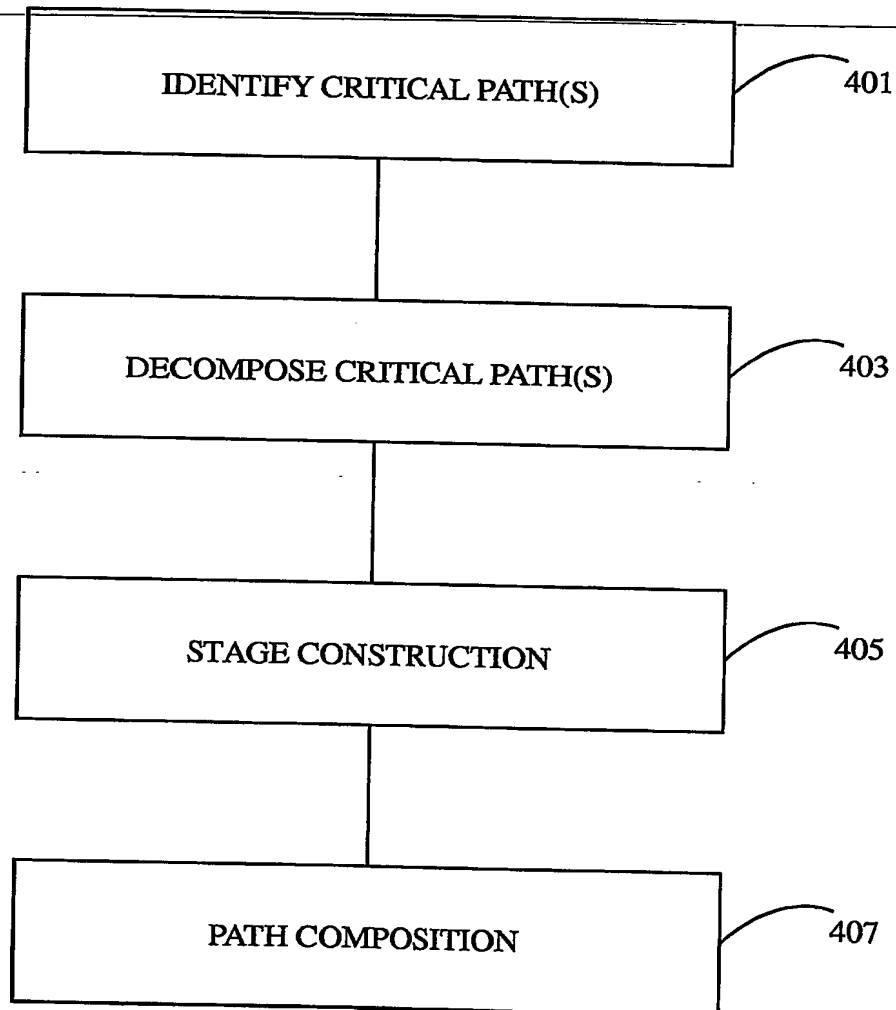 IDENTIFY CRITICAL PATH(S)
401
DECOMPOSE CRITICAL PATH(S)
403
STAGE CONSTRUCTION
405
PATH COMPOSITION
407